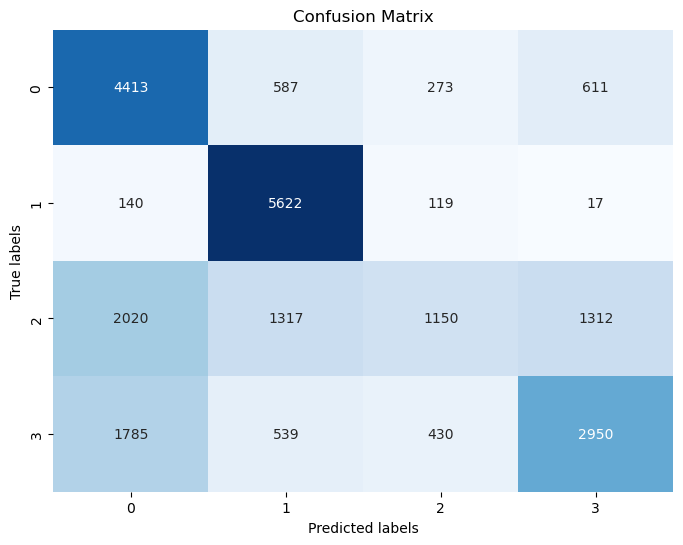 Confusion Matrix
True labels
0 4413 587 273 611
1 140 5622 119 17
2 2020 1317 1150 1312
3 1785 539 430 2950
0 1 2 3
Predicted labels